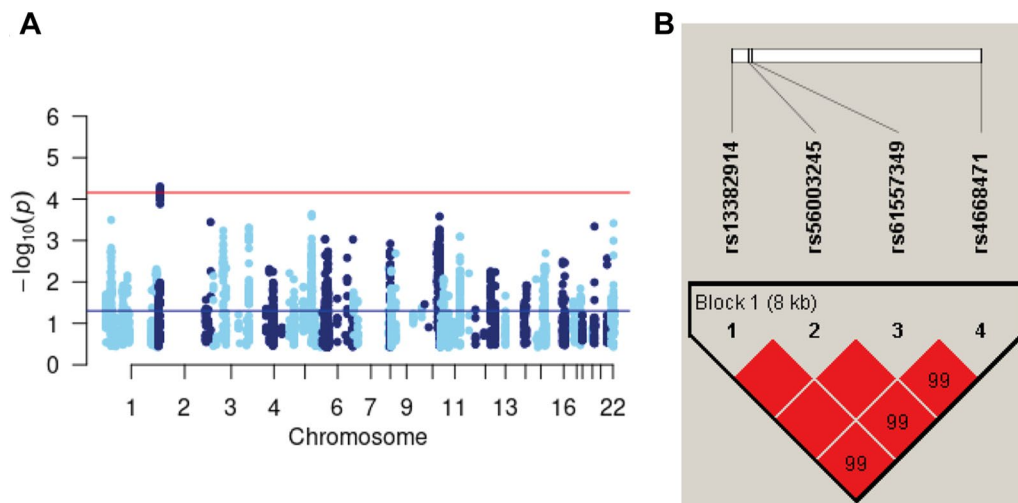 A
6
5
4
3
2
1
0
−log10(p)
1 2 3 4 6 7 9 11 13 16 22
Chromosome
B
rs13382914
rs56003245
rs61557349
rs4668471
Block 1 (8 kb)
1 2 3 4
99
99
99